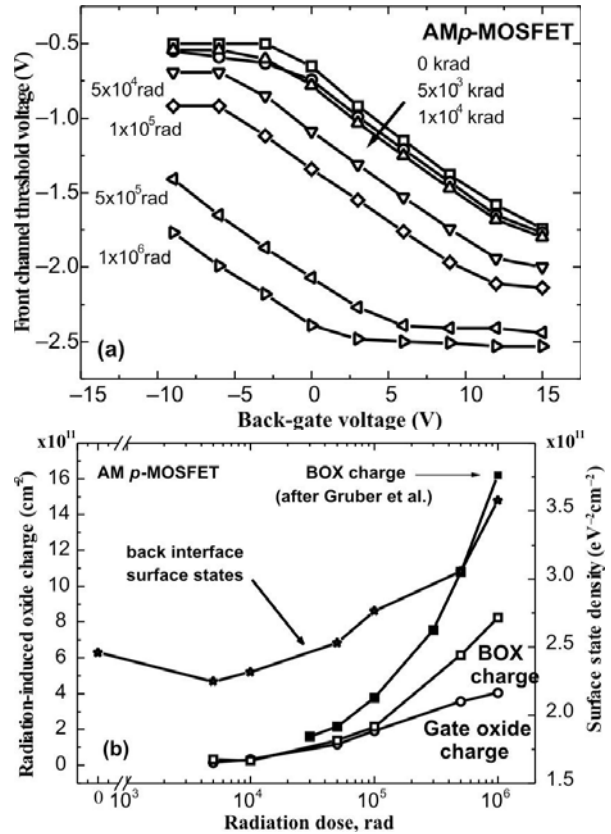 AMp-MOSFET
0 krad
5x10³ krad
1x10⁴ krad
5x10⁴rad
1x10⁵rad
5x10⁵rad
1x10⁶rad
Front channel threshold voltage (V)
−0.5
−1.0
−1.5
−2.0
−2.5
(a)
−15 −10 −5 0 5 10 15
Back-gate voltage (V)
x10¹¹
x10¹¹
AM p-MOSFET
BOX charge
(after Gruber et al.)
back interface
surface states
BOX
charge
Gate oxide
charge
(b)
Radiation-induced oxide charge (cm⁻²)
16
14
12
10
8
6
4
2
0
Surface state density (eV⁻²cm⁻²)
3.5
3.0
2.5
2.0
1.5
0 10³ 10⁴ 10⁵ 10⁶
Radiation dose, rad